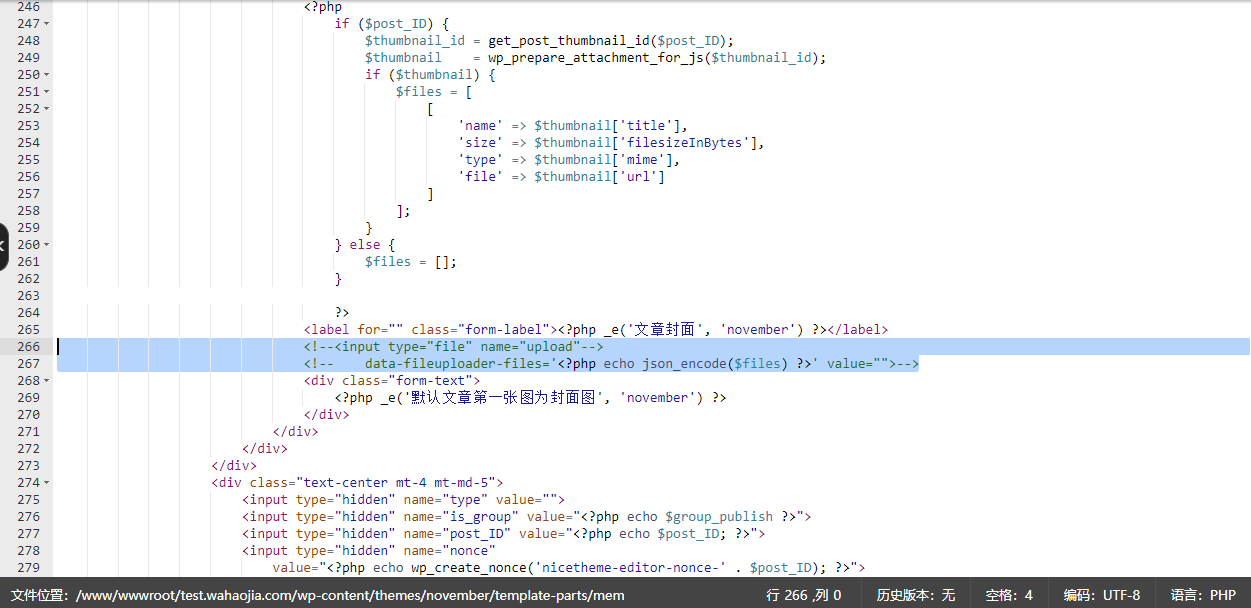 246 <?php
247 if ($post_ID) {
248 $thumbnail_id = get_post_thumbnail_id($post_ID);
249 $thumbnail    = wp_prepare_attachment_for_js($thumbnail_id);
250 if ($thumbnail) {
251 $files = [
252 [
253 'name' => $thumbnail['title'],
254 'size' => $thumbnail['filesizeInBytes'],
255 'type' => $thumbnail['mime'],
256 'file' => $thumbnail['url']
257 ]
258 ];
259 }
260 } else {
261 $files = [];
262 }
263
264 ?>
265 <label for="" class="form-label"><?php _e('文章封面', 'november') ?></label>
266 <!--<input type="file" name="upload"-->
267 <!--    data-fileuploader-files='<?php echo json_encode($files) ?>' value="">-->
268 <div class="form-text">
269 <?php _e('默认文章第一张图为封面图', 'november') ?>
270 </div>
271 </div>
272 </div>
273 </div>
274 <div class="text-center mt-4 mt-md-5">
275 <input type="hidden" name="type" value="">
276 <input type="hidden" name="is_group" value="<?php echo $group_publish ?>">
277 <input type="hidden" name="post_ID" value="<?php echo $post_ID; ?>">
278 <input type="hidden" name="nonce"
279 value="<?php echo wp_create_nonce('nicetheme-editor-nonce-' . $post_ID); ?>">
文件位置： /www/wwwroot/test.wahaojia.com/wp-content/themes/november/template-parts/mem 行 266 ,列 0 历史版本：无 空格：4 编码：UTF-8 语言：PHP